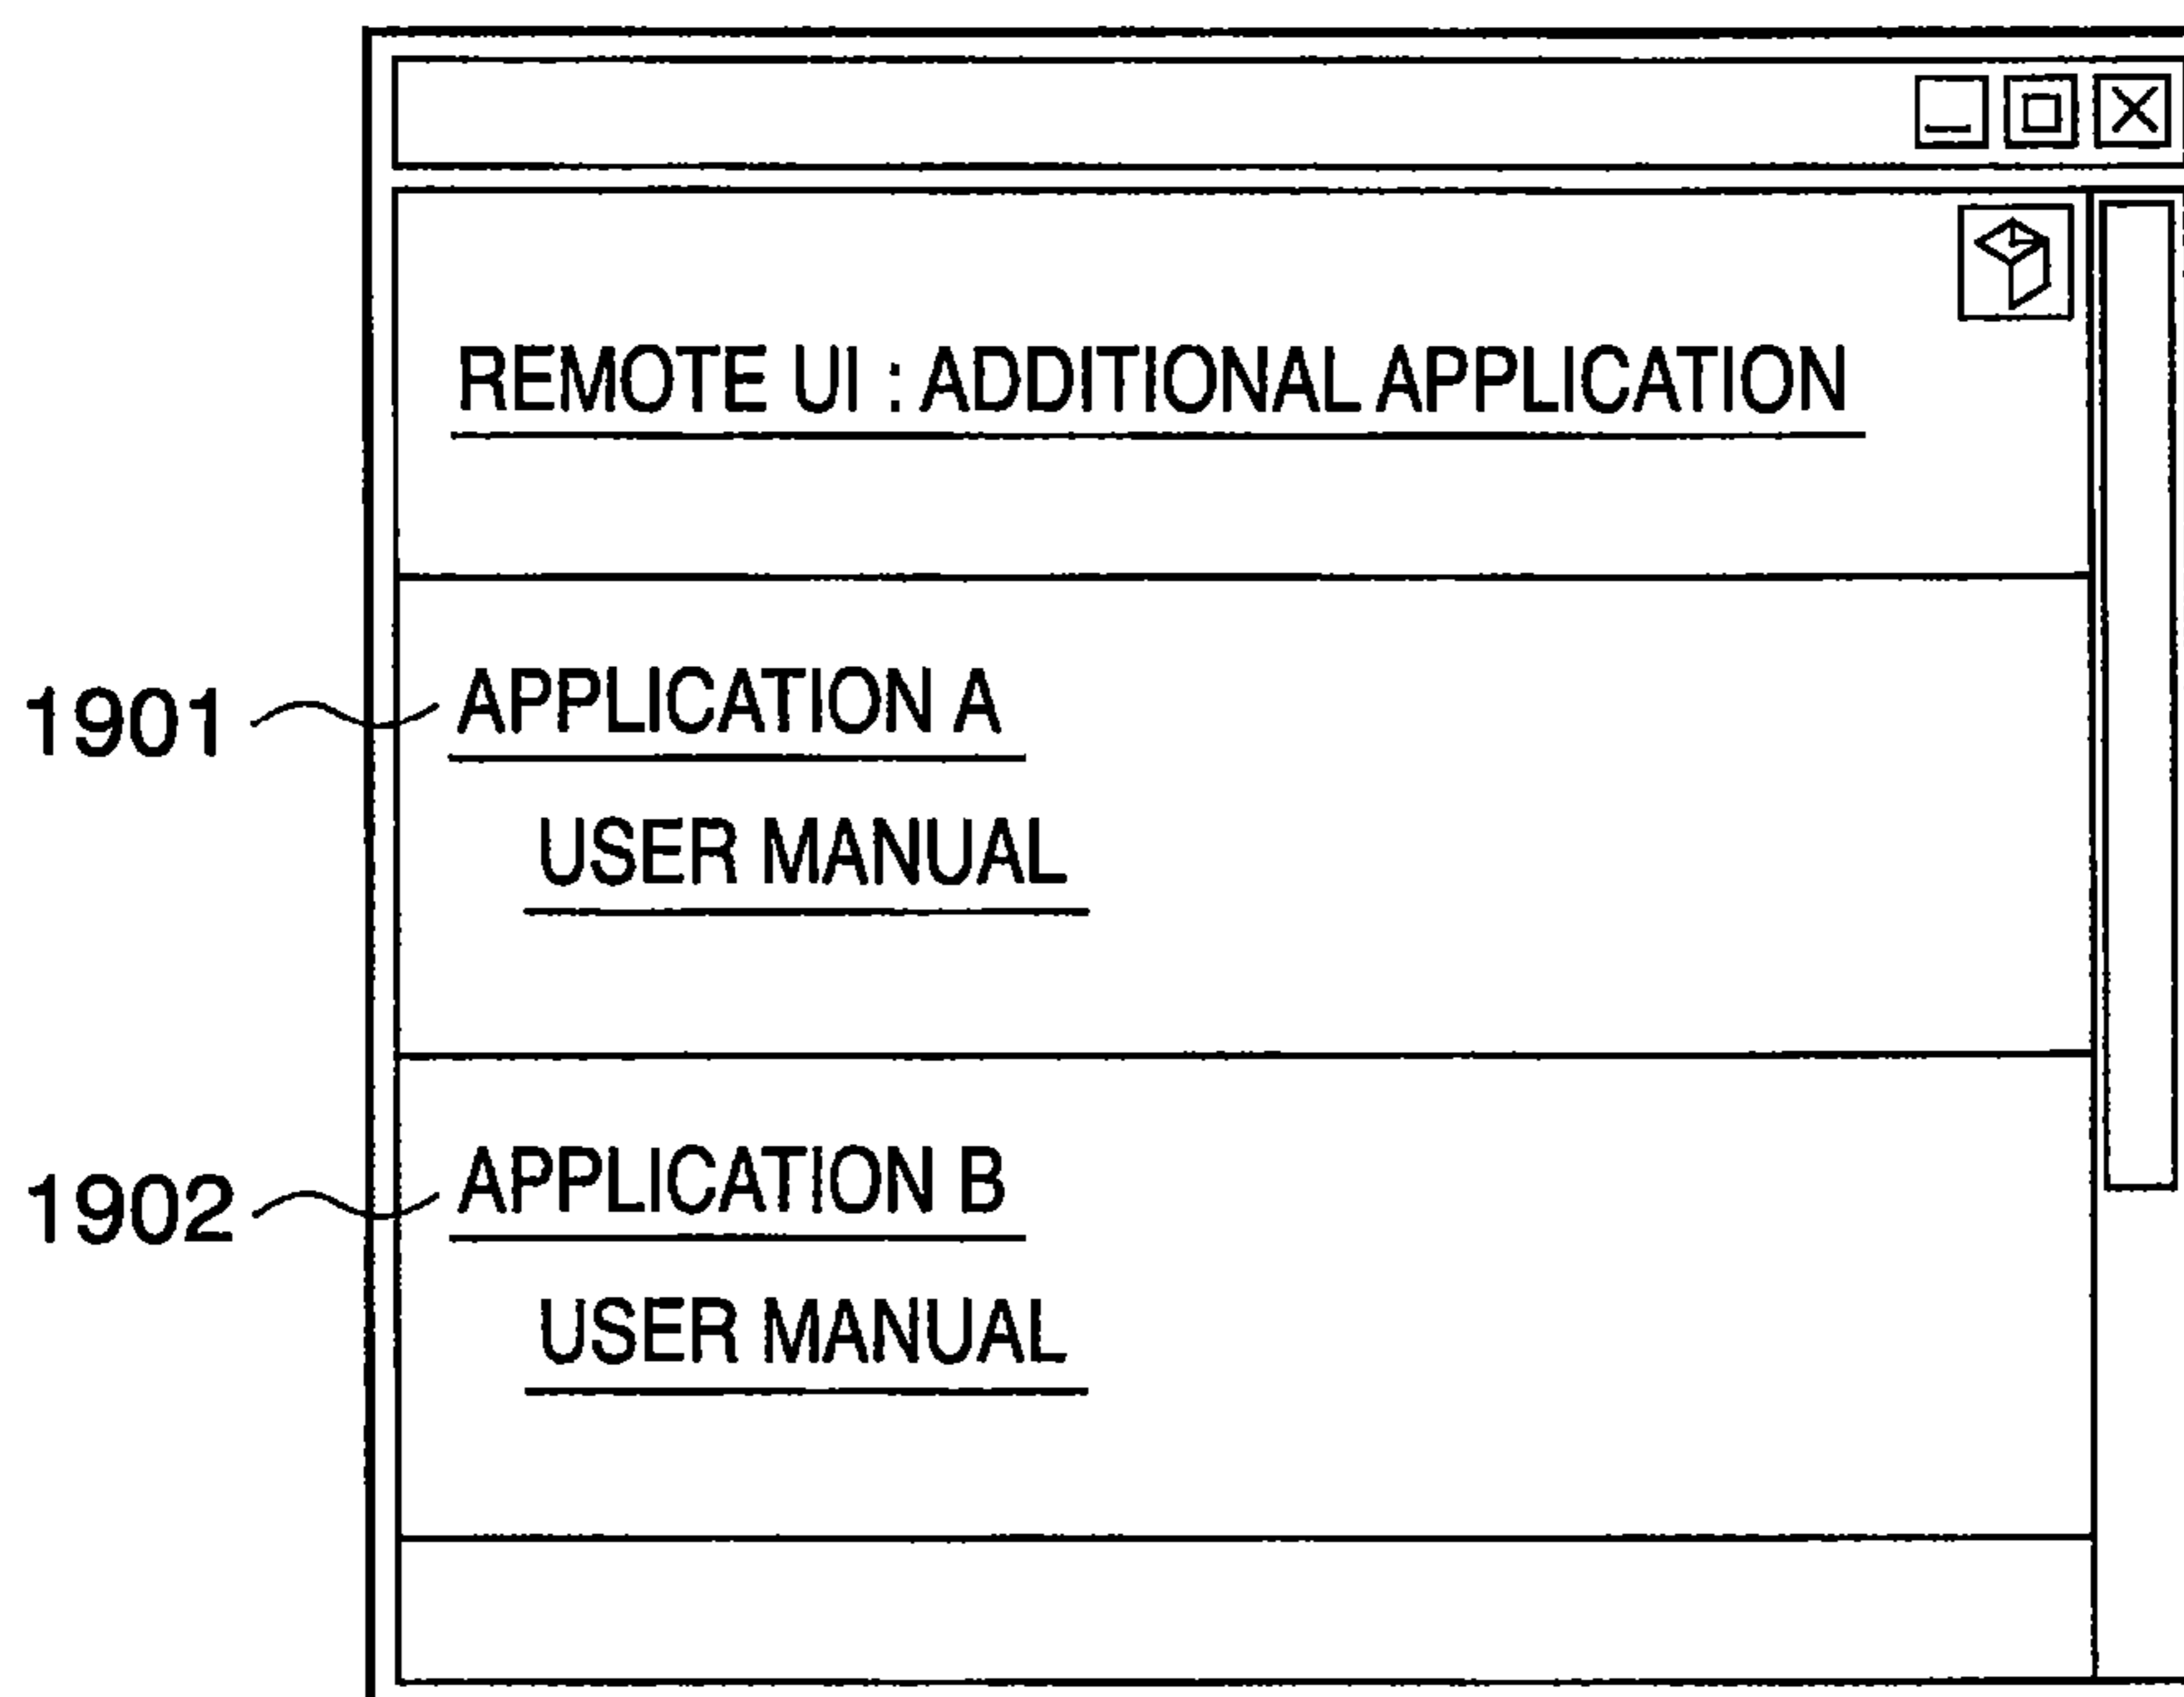 REMOTE UI : ADDITIONAL APPLICATION
1901 APPLICATION A
USER MANUAL
1902 APPLICATION B
USER MANUAL